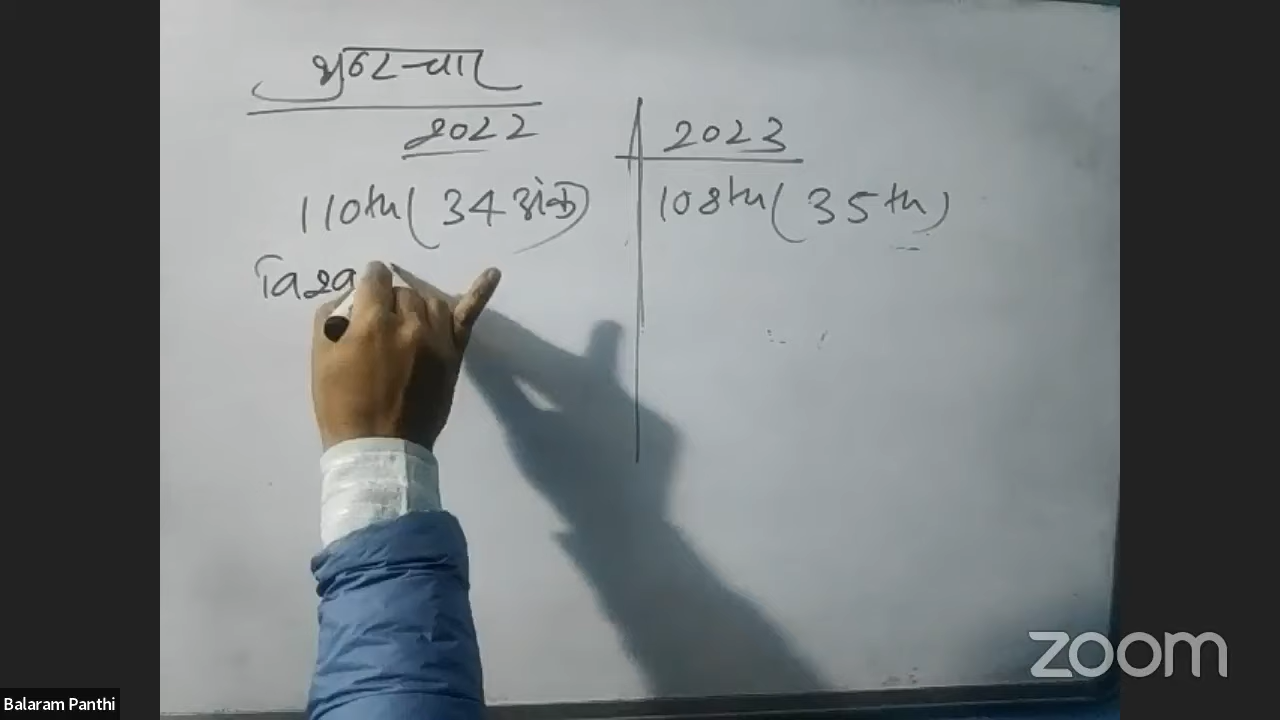 भ्रष्टाचार
2022 2023
110th (34 अंक) 108th (35th)
विश्व
zoom
Balaram Panthi